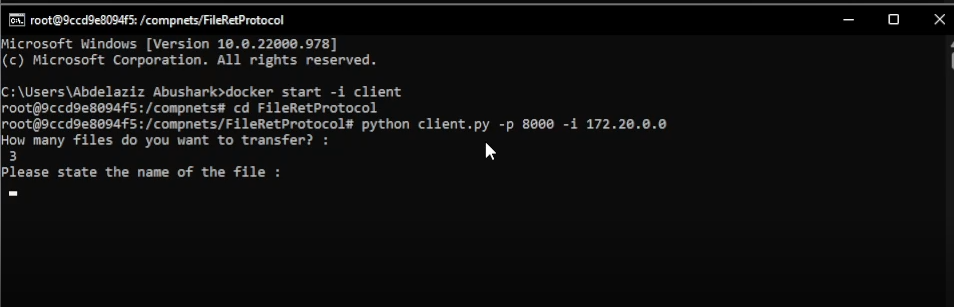 root@9ccd9e8094f5: /compnets/FileRetProtocol
Microsoft Windows [Version 10.0.22000.978]
(c) Microsoft Corporation. All rights reserved.
C:\Users\Abdelaziz Abushark>docker start -i client
root@9ccd9e8094f5:/compnets# cd FileRetProtocol
root@9ccd9e8094f5:/compnets/FileRetProtocol# python client.py -p 8000 -i 172.20.0.0
How many files do you want to transfer? :
3
Please state the name of the file :